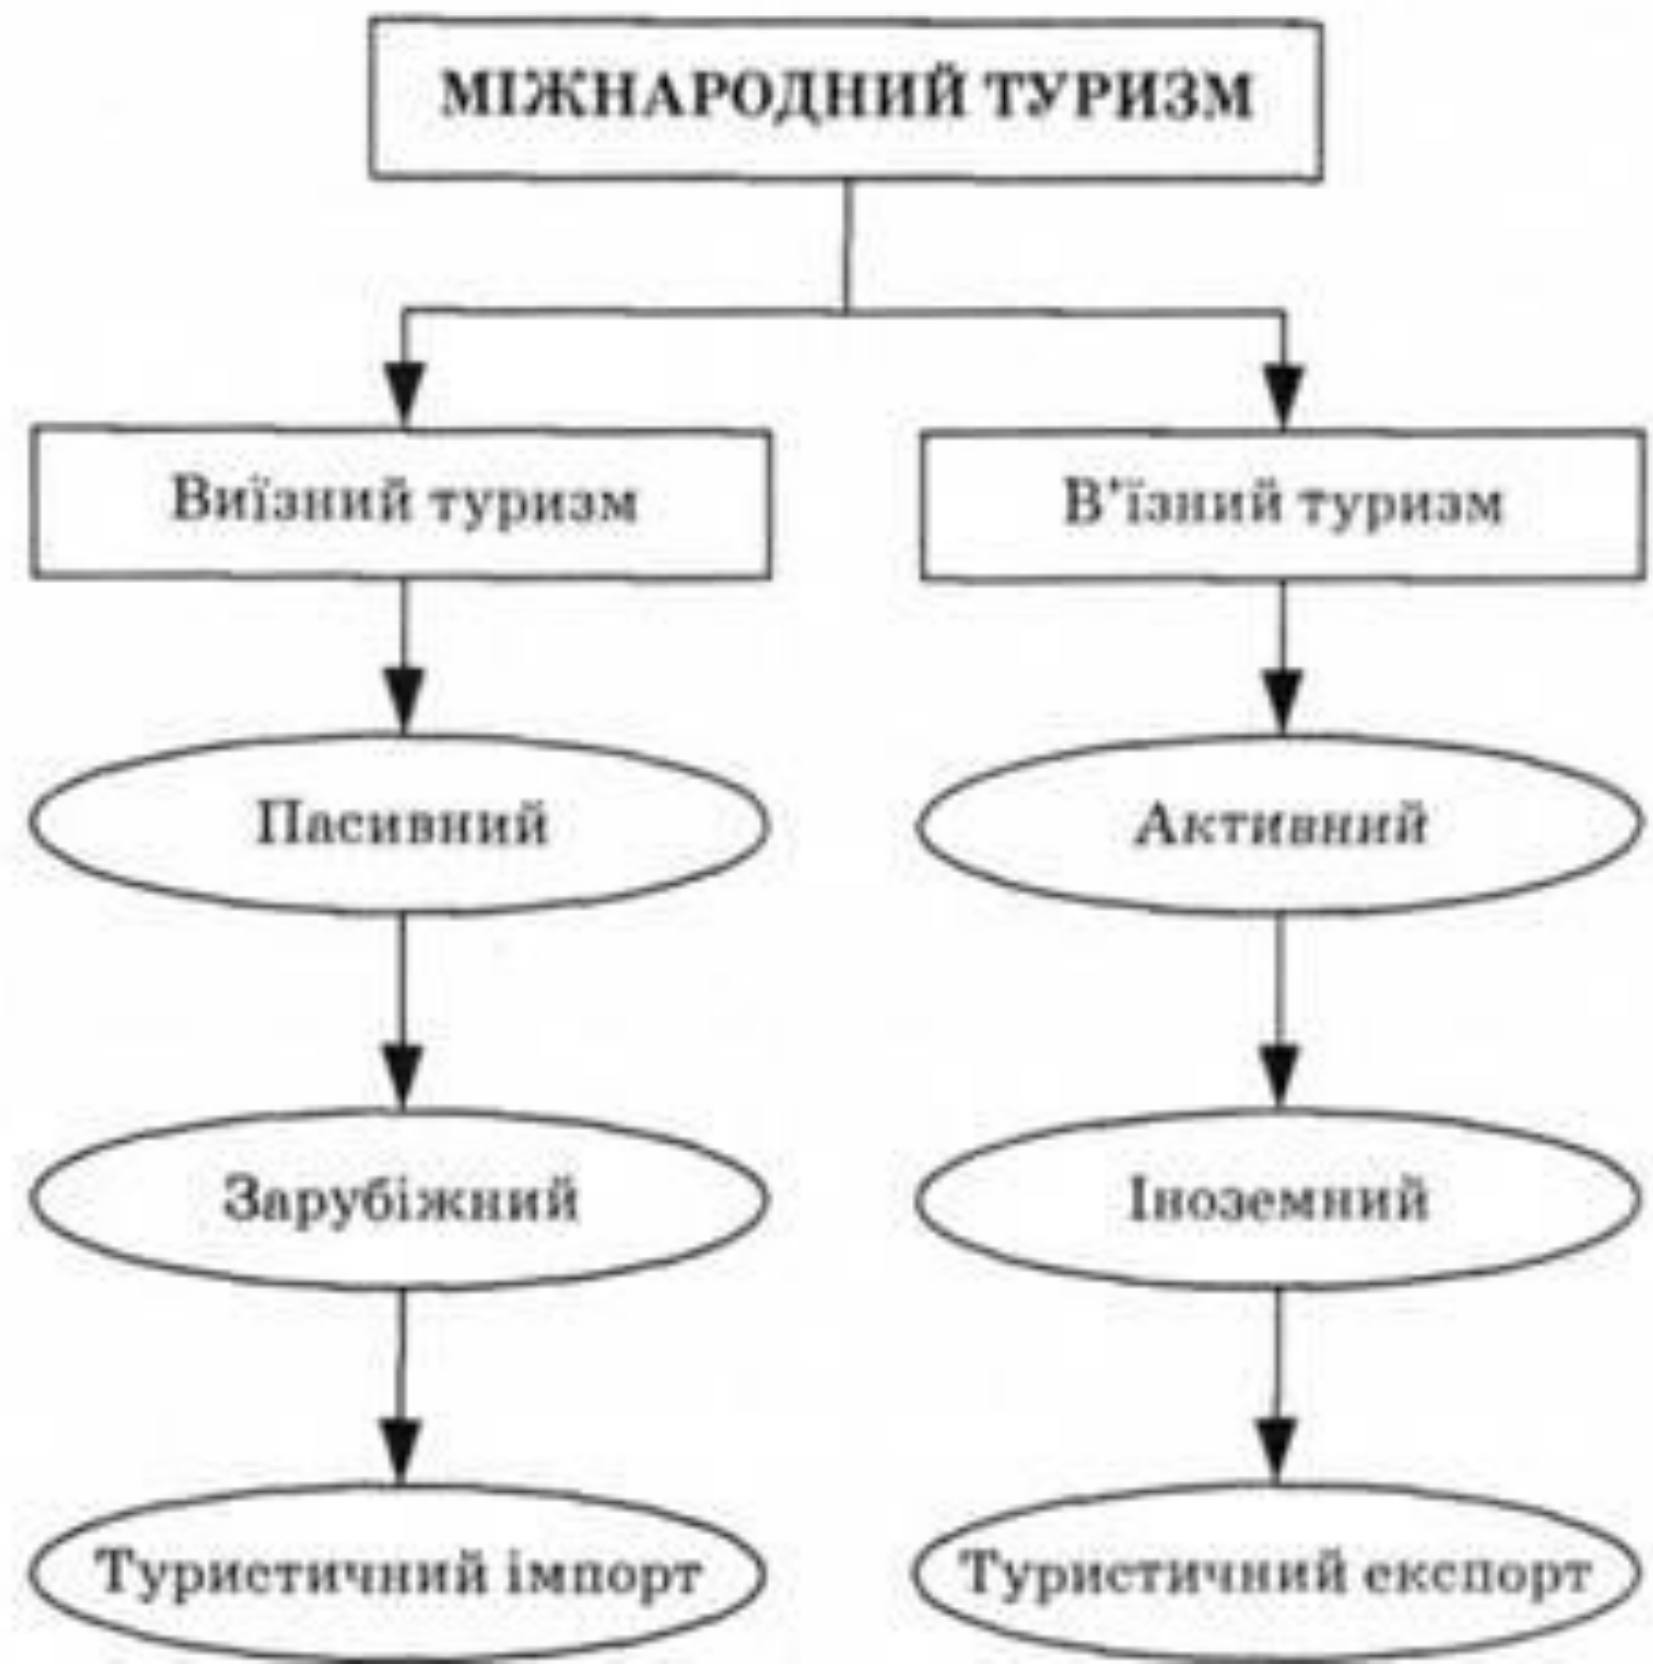 МІЖНАРОДНИЙ ТУРИЗМ
Виїзний туризм
В'їзний туризм
Пасивний
Активний
Зарубіжний
Іноземний
Туристичний імпорт
Туристичний експорт